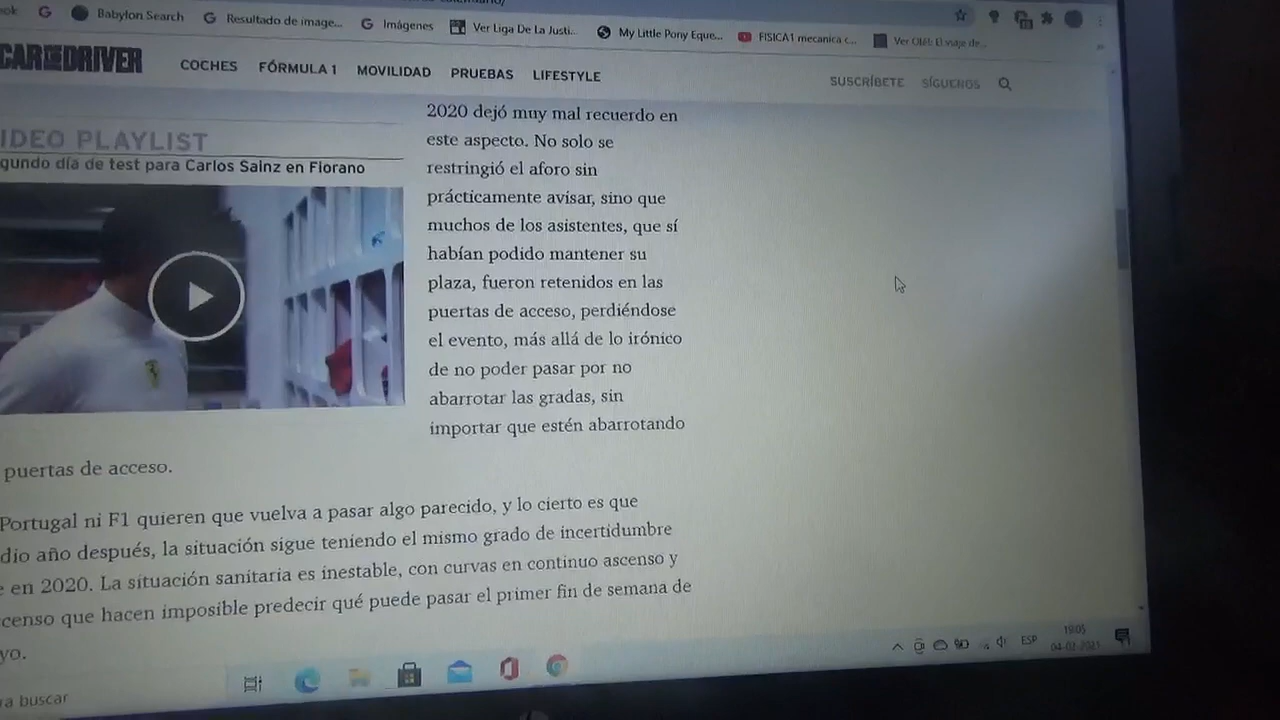 Babylon Search Resultado de image... Imágenes Ver Liga De La Justi... My Little Pony Eque... FISICA1 mecanica c... Ver Olé: El viaje de...
CAR AND DRIVER COCHES FÓRMULA 1 MOVILIDAD PRUEBAS LIFESTYLE SUSCRÍBETE SÍGUENOS
IDEO PLAYLIST
gundo día de test para Carlos Sainz en Fiorano
2020 dejó muy mal recuerdo en
este aspecto. No solo se
restringió el aforo sin
prácticamente avisar, sino que
muchos de los asistentes, que sí
habían podido mantener su
plaza, fueron retenidos en las
puertas de acceso, perdiéndose
el evento, más allá de lo irónico
de no poder pasar por no
abarrotar las gradas, sin
importar que estén abarrotando
puertas de acceso.
Portugal ni F1 quieren que vuelva a pasar algo parecido, y lo cierto es que
dio año después, la situación sigue teniendo el mismo grado de incertidumbre
e en 2020. La situación sanitaria es inestable, con curvas en continuo ascenso y
censo que hacen imposible predecir qué puede pasar el primer fin de semana de
yo.
ra buscar
ESP
19:05
04-02-2021